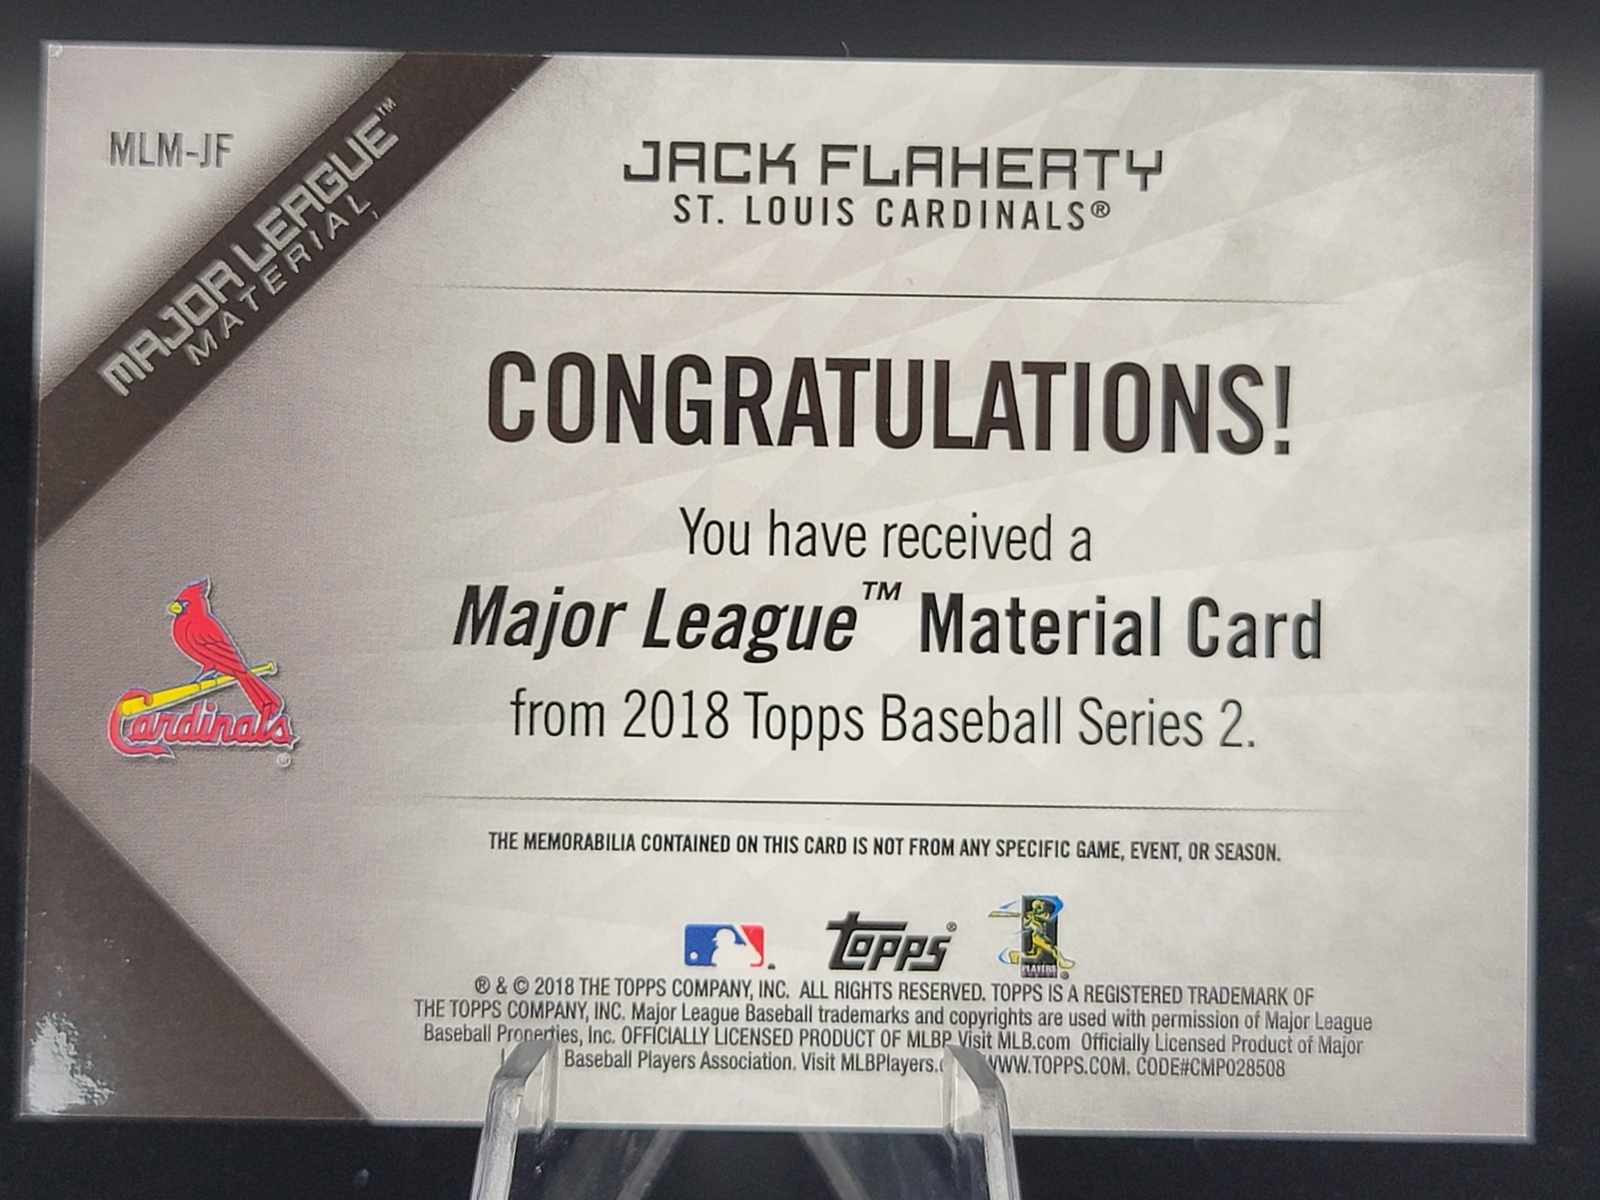 MLM-JF
MAJOR LEAGUE™
MATERIAL
JACK FLAHERTY
ST. LOUIS CARDINALS®
CONGRATULATIONS!
You have received a
Major League™ Material Card
from 2018 Topps Baseball Series 2.
Cardinals
®
THE MEMORABILIA CONTAINED ON THIS CARD IS NOT FROM ANY SPECIFIC GAME, EVENT, OR SEASON.
topps®
PLAYERS
® & © 2018 THE TOPPS COMPANY, INC. ALL RIGHTS RESERVED. TOPPS IS A REGISTERED TRADEMARK OF
THE TOPPS COMPANY, INC. Major League Baseball trademarks and copyrights are used with permission of Major League
Baseball Properties, Inc. OFFICIALLY LICENSED PRODUCT OF MLBP Visit MLB.com Officially Licensed Product of Major
Baseball Players Association. Visit MLBPlayers. WWW.TOPPS.COM. CODE#CMP028508